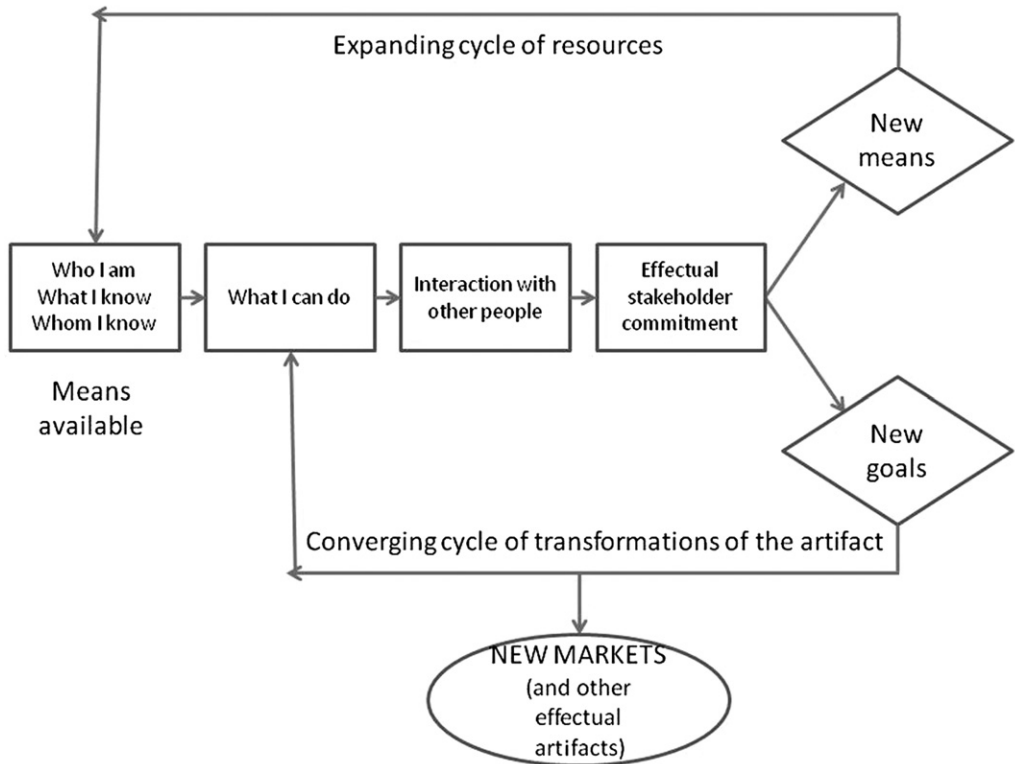 Expanding cycle of resources
New
means
Who I am
What I know
Whom I know
What I can do
Interaction with
other people
Effectual
stakeholder
commitment
Means
available
New
goals
Converging cycle of transformations of the artifact
NEW MARKETS
(and other
effectual
artifacts)